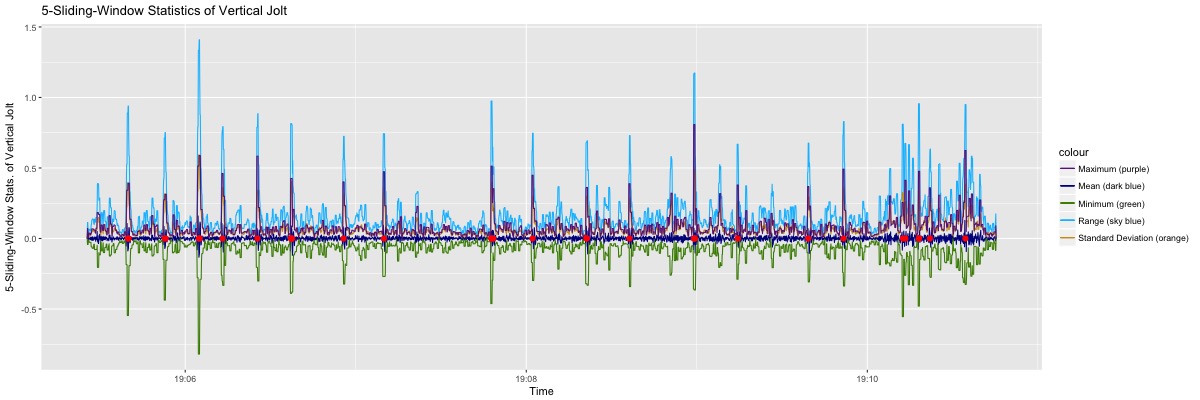 5-Sliding-Window Statistics of Vertical Jolt
5-Sliding-Window Stats. of Vertical Jolt
1.5
1.0
0.5
0.0
-0.5
19:06
19:08
19:10
Time
colour
Maximum (purple)
Mean (dark blue)
Minimum (green)
Range (sky blue)
Standard Deviation (orange)